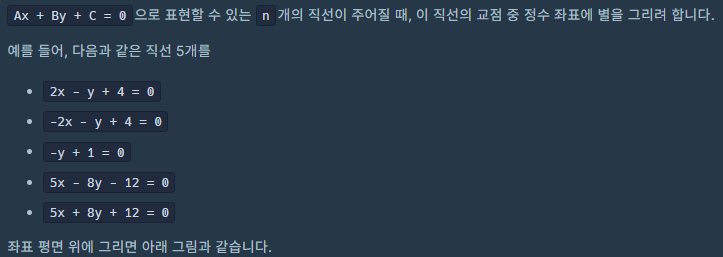 Ax + By + C = 0 으로 표현할 수 있는 n 개의 직선이 주어질 때, 이 직선의 교점 중 정수 좌표에 별을 그리려 합니다.
예를 들어, 다음과 같은 직선 5개를
• 2x - y + 4 = 0
• -2x - y + 4 = 0
• -y + 1 = 0
• 5x - 8y - 12 = 0
• 5x + 8y + 12 = 0
좌표 평면 위에 그리면 아래 그림과 같습니다.